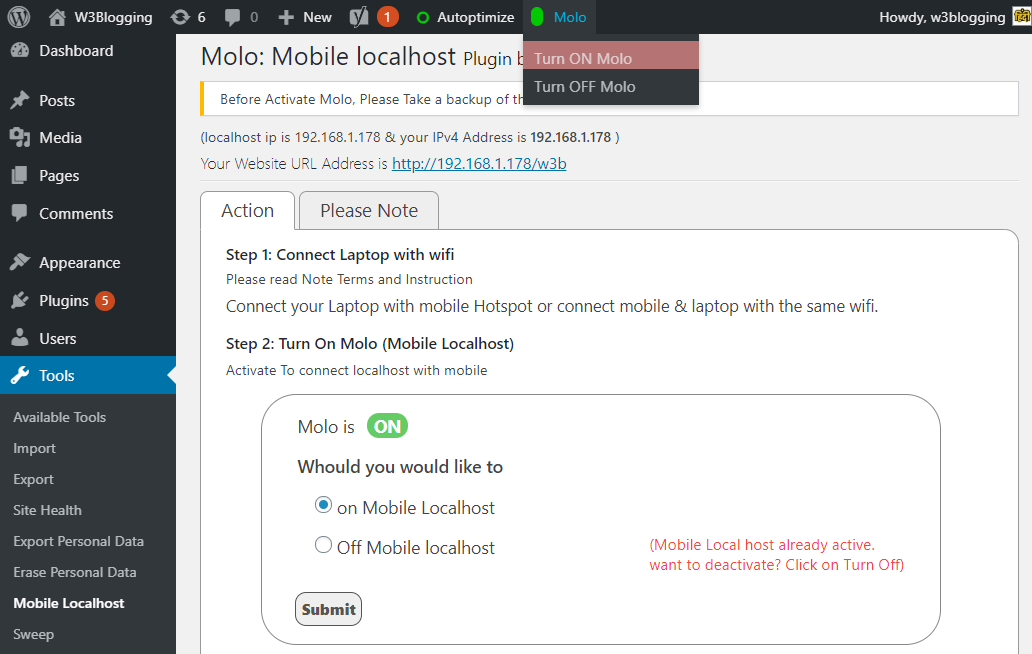 W3Blogging 6 0 New 1 Autoptimize Molo Howdy, w3blogging
Turn ON Molo
Turn OFF Molo
Dashboard
Posts
Media
Pages
Comments
Appearance
Plugins 5
Users
Tools
Available Tools
Import
Export
Site Health
Export Personal Data
Erase Personal Data
Mobile Localhost
Sweep
Molo: Mobile localhost Plugin
Before Activate Molo, Please Take a backup of
(localhost ip is 192.168.1.178 & your IPv4 Address is 192.168.1.178 )
Your Website URL Address is http://192.168.1.178/w3b
Action Please Note
Step 1: Connect Laptop with wifi
Please read Note Terms and Instruction
Connect your Laptop with mobile Hotspot or connect mobile & laptop with the same wifi.
Step 2: Turn On Molo (Mobile Localhost)
Activate To connect localhost with mobile
Molo is ON
Whould you would like to
on Mobile Localhost
Off Mobile localhost
(Mobile Local host already active.
want to deactivate? Click on Turn Off)
Submit